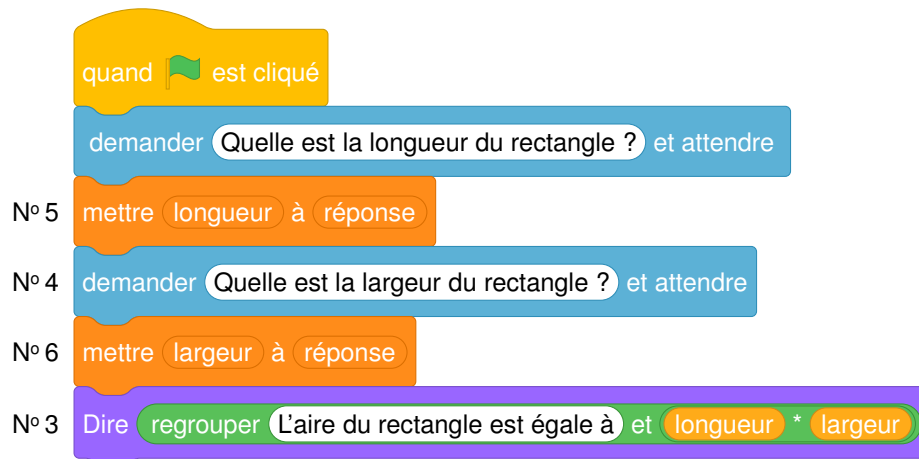 quand est cliqué
demander Quelle est la longueur du rectangle ? et attendre
Nº 5 mettre longueur à réponse
Nº 4 demander Quelle est la largeur du rectangle ? et attendre
Nº 6 mettre largeur à réponse
Nº 3 Dire regrouper L'aire du rectangle est égale à et longueur * largeur